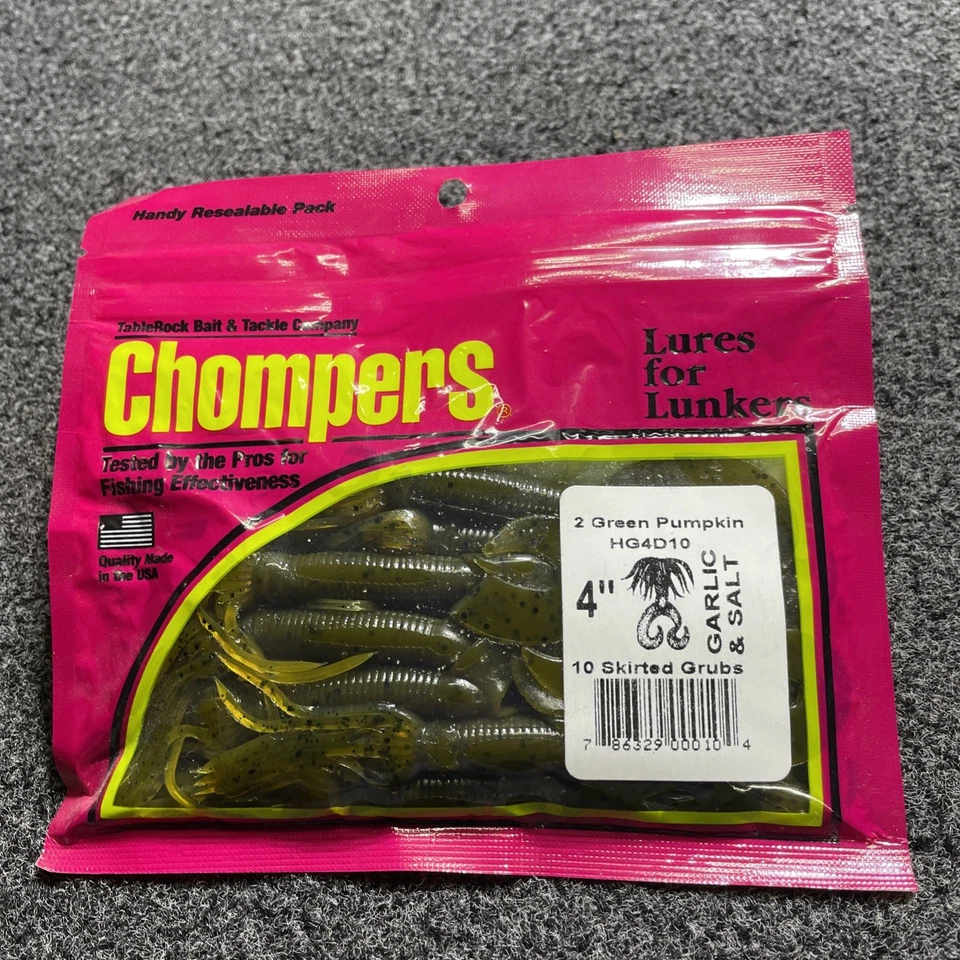 Handy Resealable Pack
TableRock Bait & Tackle Company
Chompers®
Lures
for
Lunkers
Tested by the Pros for
Fishing Effectiveness
Quality Made
in the USA
2 Green Pumpkin
HG4D10
4"
GARLIC
& SALT
10 Skirted Grubs
7 86329 00010 4